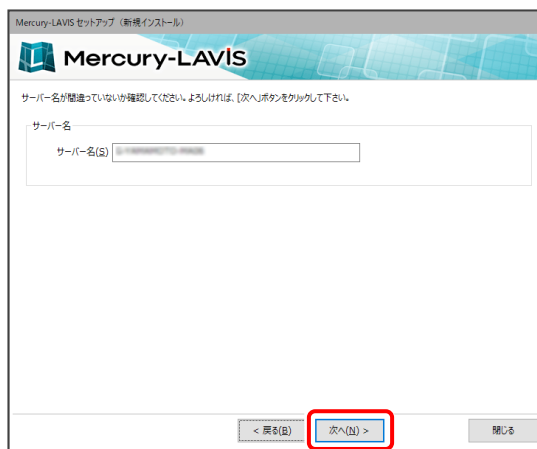 Mercury-LAVIS セットアップ（新規インストール）
Mercury-LAVIS
サーバー名が間違っていないか確認してください。よろしければ、[次へ]ボタンをクリックして下さい。
サーバー名
サーバー名(S)
< 戻る(B)
次へ(N) >
閉じる